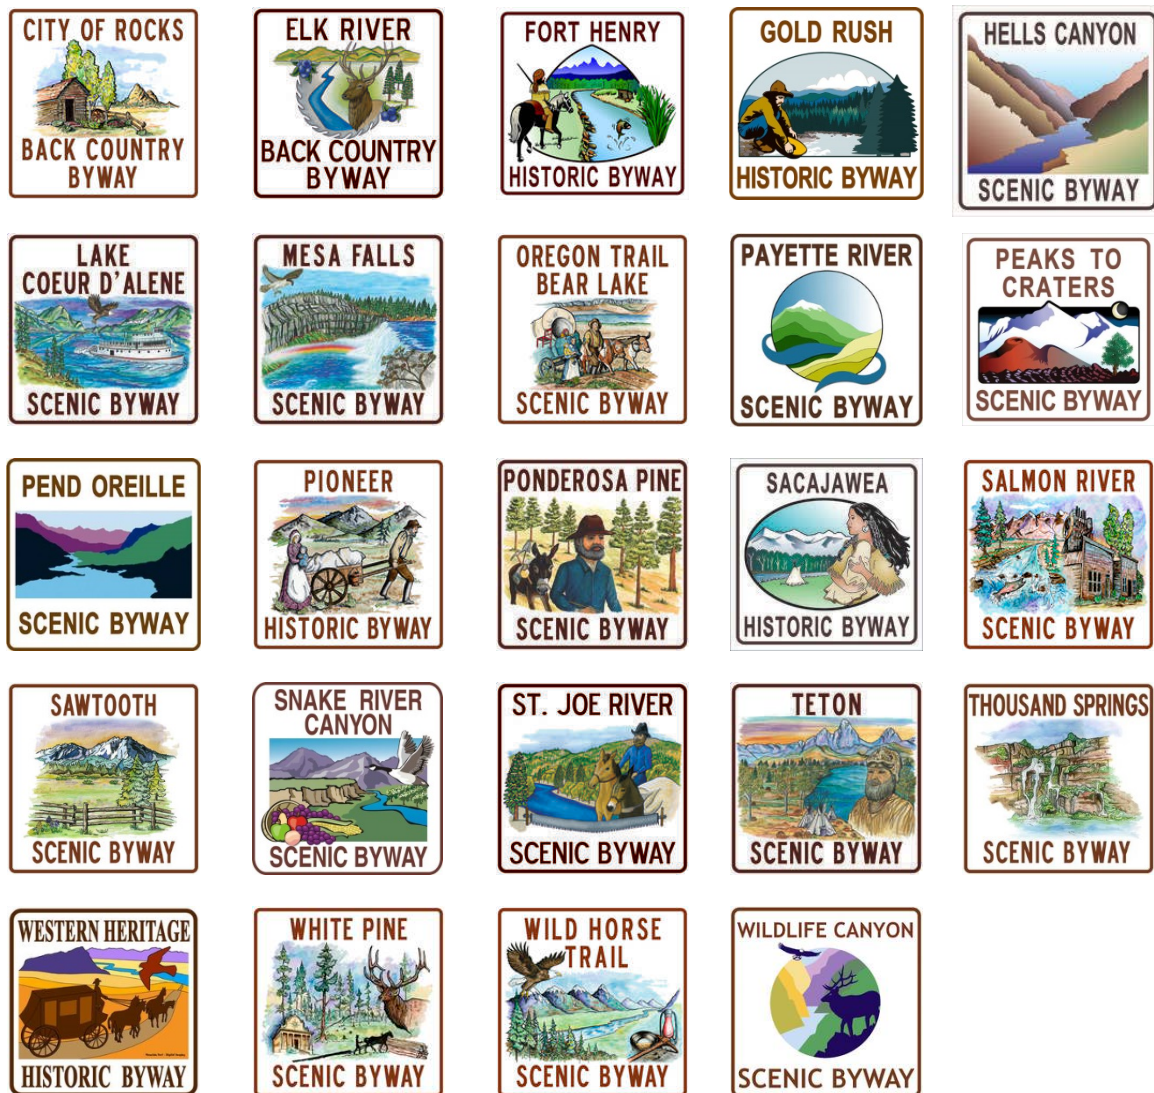 CITY OF ROCKS
BACK COUNTRY
BYWAY
ELK RIVER
BACK COUNTRY
BYWAY
FORT HENRY
HISTORIC BYWAY
GOLD RUSH
HISTORIC BYWAY
HELLS CANYON
SCENIC BYWAY
LAKE
COEUR D'ALENE
SCENIC BYWAY
MESA FALLS
SCENIC BYWAY
OREGON TRAIL
BEAR LAKE
SCENIC BYWAY
PAYETTE RIVER
SCENIC BYWAY
PEAKS TO
CRATERS
SCENIC BYWAY
PEND OREILLE
SCENIC BYWAY
PIONEER
HISTORIC BYWAY
PONDEROSA PINE
SCENIC BYWAY
SACAJAWEA
HISTORIC BYWAY
SALMON RIVER
SCENIC BYWAY
SAWTOOTH
SCENIC BYWAY
SNAKE RIVER
CANYON
SCENIC BYWAY
ST. JOE RIVER
SCENIC BYWAY
TETON
SCENIC BYWAY
THOUSAND SPRINGS
SCENIC BYWAY
WESTERN HERITAGE
HISTORIC BYWAY
WHITE PINE
SCENIC BYWAY
WILD HORSE
TRAIL
SCENIC BYWAY
WILDLIFE CANYON
SCENIC BYWAY